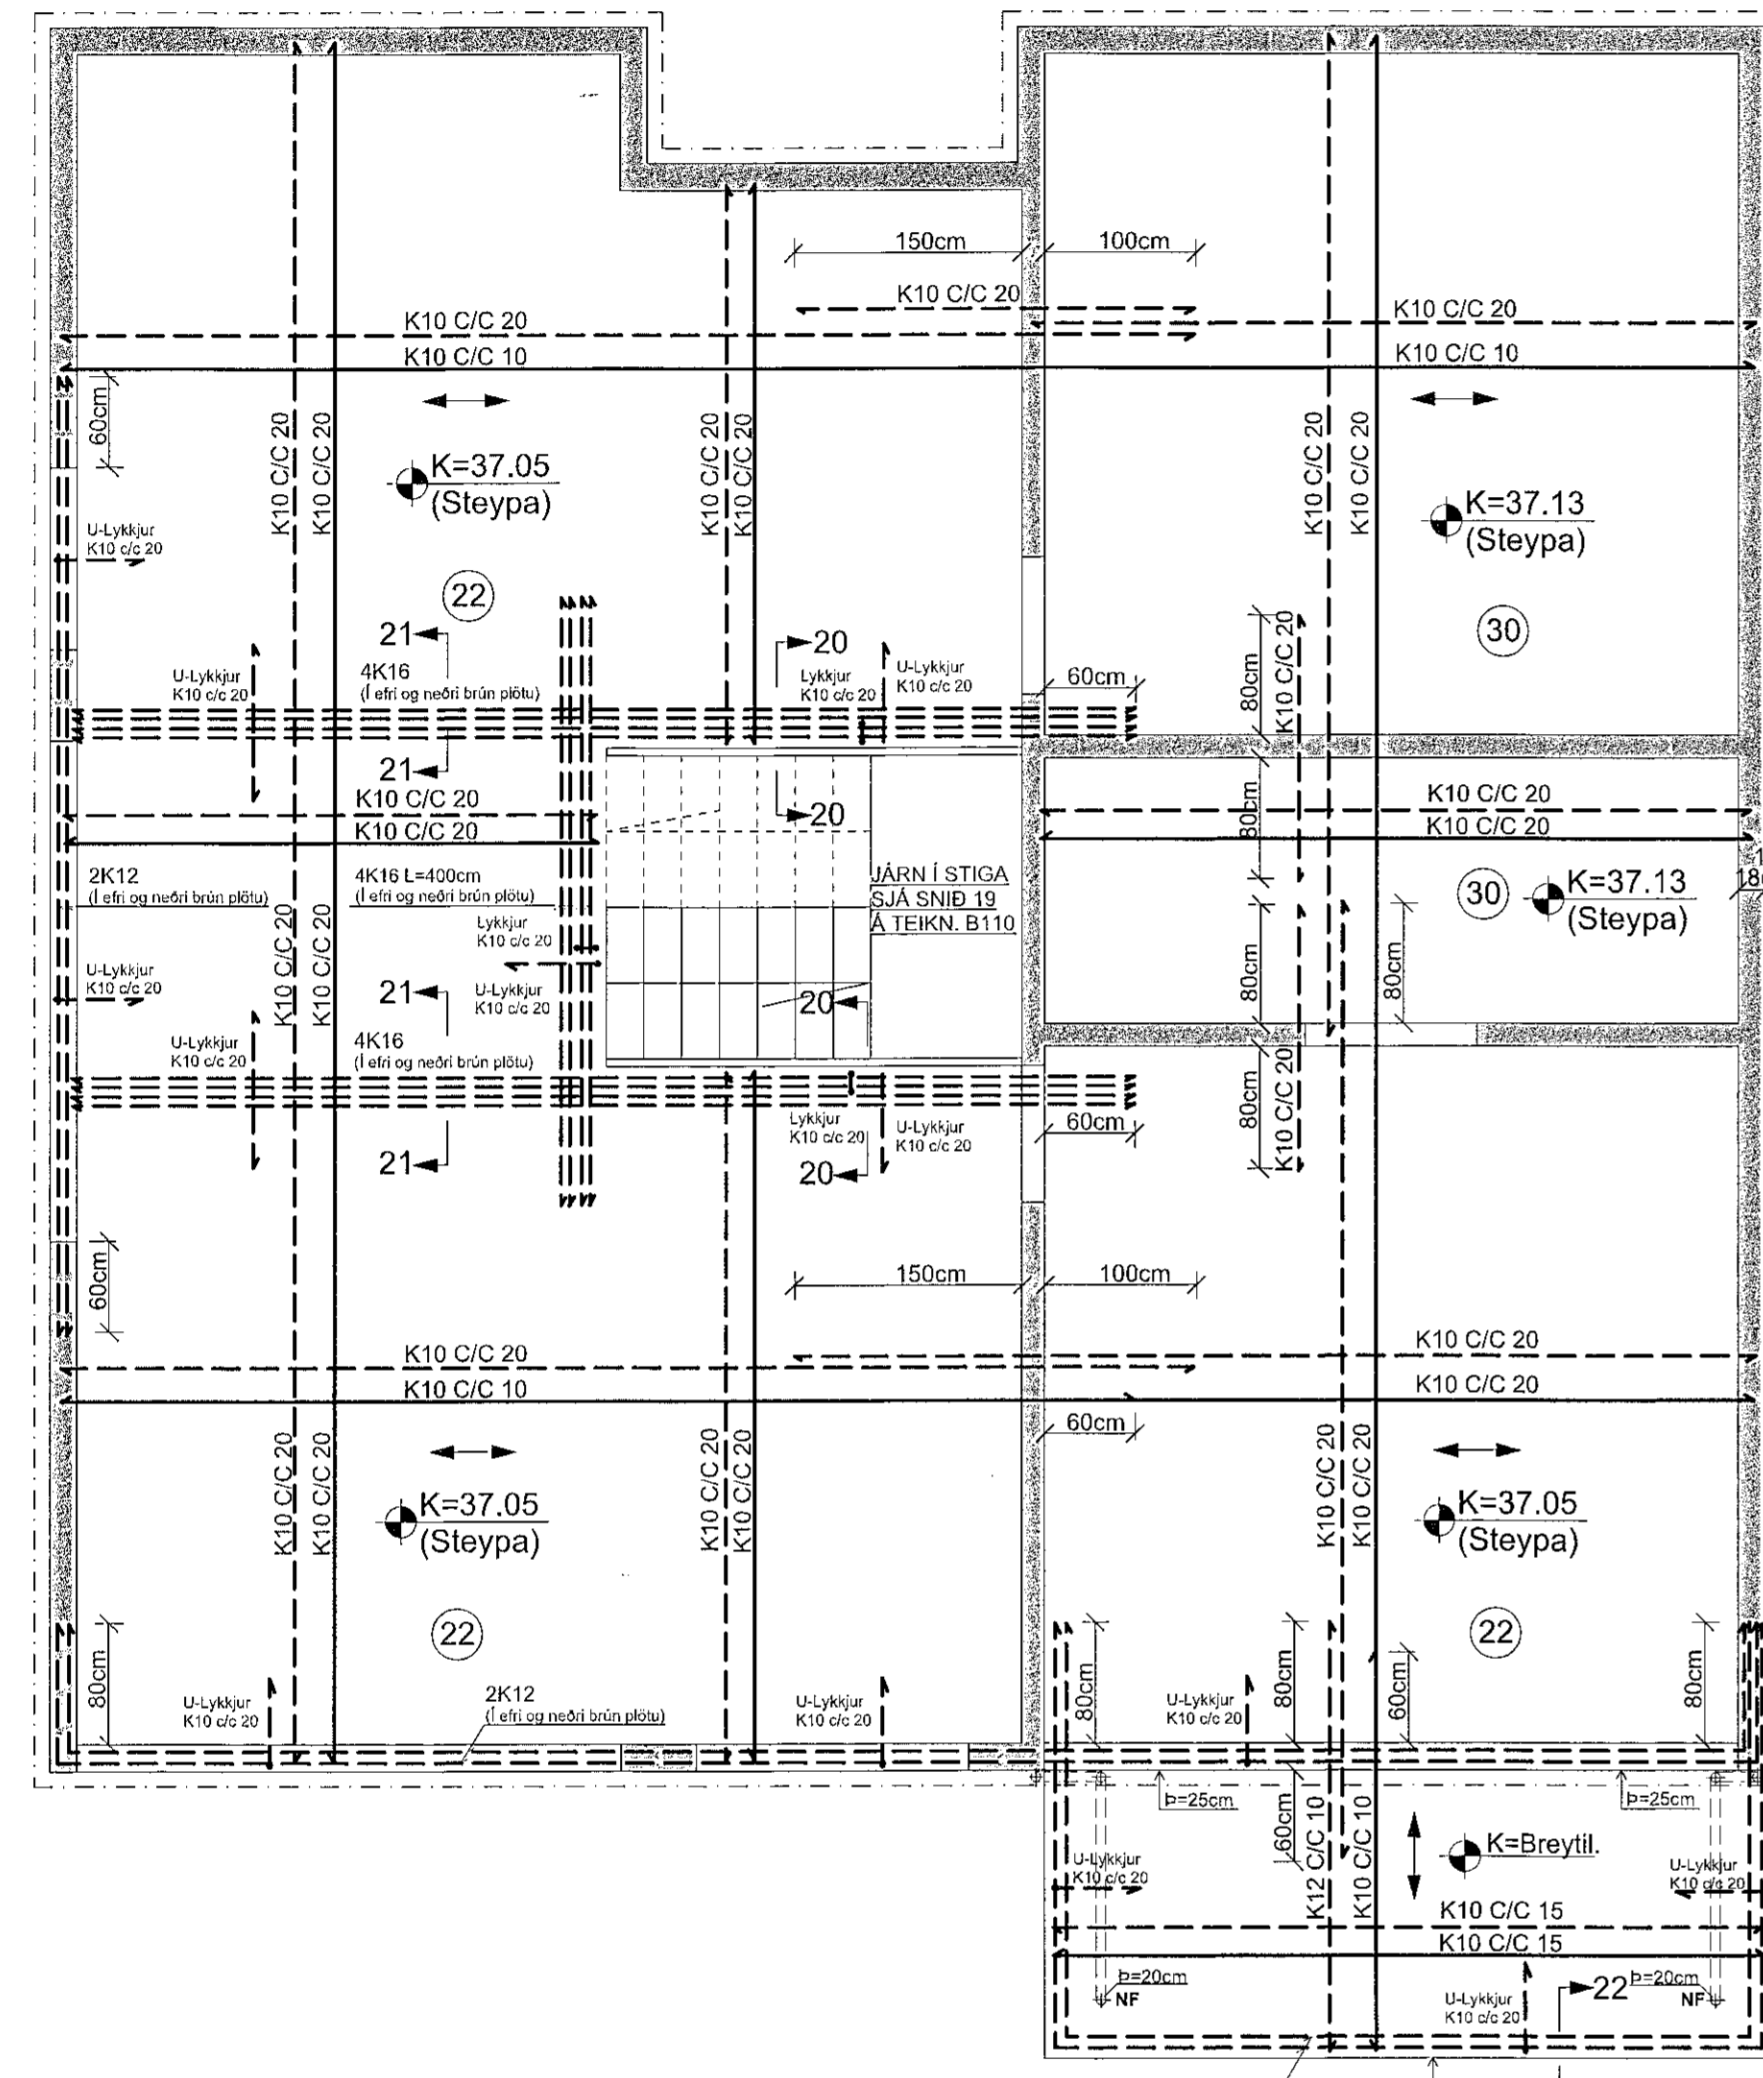 150cm
100cm
K10 C/C 20
K10 C/C 20
K10 C/C 10
K10 C/C 20
K10 C/C 10
60cm
K10 C/C 20
K10 C/C 20
K10 C/C 20
K10 C/C 20
K10 C/C 20
K10 C/C 20
K=37.05
(Steypa)
K=37.13
(Steypa)
U-Lykkjur
K10 c/c 20
22
30
21
20
U-Lykkjur
K10 c/c 20
4K16
(Í efri og neðri brún plötu)
Lykkjur
K10 c/c 20
U-Lykkjur
K10 c/c 20
60cm
80cm
K10 C/C 20
21
20
80cm
K10 C/C 20
K10 C/C 20
K10 C/C 20
K10 C/C 20
2K12
(Í efri og neðri brún plötu)
4K16 L=400cm
(Í efri og neðri brún plötu)
JÁRN Í STIGA
SJÁ SNIÐ 19
Á TEIKN. B110
30
K=37.13
(Steypa)
K10 C/C 20
K10 C/C 20
Lykkjur
K10 c/c 20
U-Lykkjur
K10 c/c 20
U-Lykkjur
K10 c/c 20
21
20
80cm
80cm
U-Lykkjur
K10 c/c 20
4K16
(Í efri og neðri brún plötu)
80cm
K10 C/C 20
Lykkjur
K10 c/c 20
U-Lykkjur
K10 c/c 20
60cm
21
20
60cm
150cm
100cm
K10 C/C 20
K10 C/C 10
K10 C/C 20
K10 C/C 20
60cm
K10 C/C 20
K10 C/C 20
K10 C/C 20
K10 C/C 20
K10 C/C 20
K10 C/C 20
K=37.05
(Steypa)
K=37.05
(Steypa)
22
22
80cm
U-Lykkjur
K10 c/c 20
2K12
(Í efri og neðri brún plötu)
U-Lykkjur
K10 c/c 20
80cm
U-Lykkjur
K10 c/c 20
80cm
60cm
80cm
Þ=25cm
Þ=25cm
60cm
K12 C/C 10
K10 C/C 10
K=Breytil.
U-Lykkjur
K10 c/c 20
U-Lykkjur
K10 c/c 20
K10 C/C 15
K10 C/C 15
Þ=20cm
NF
U-Lykkjur
K10 c/c 20
22
Þ=20cm
NF